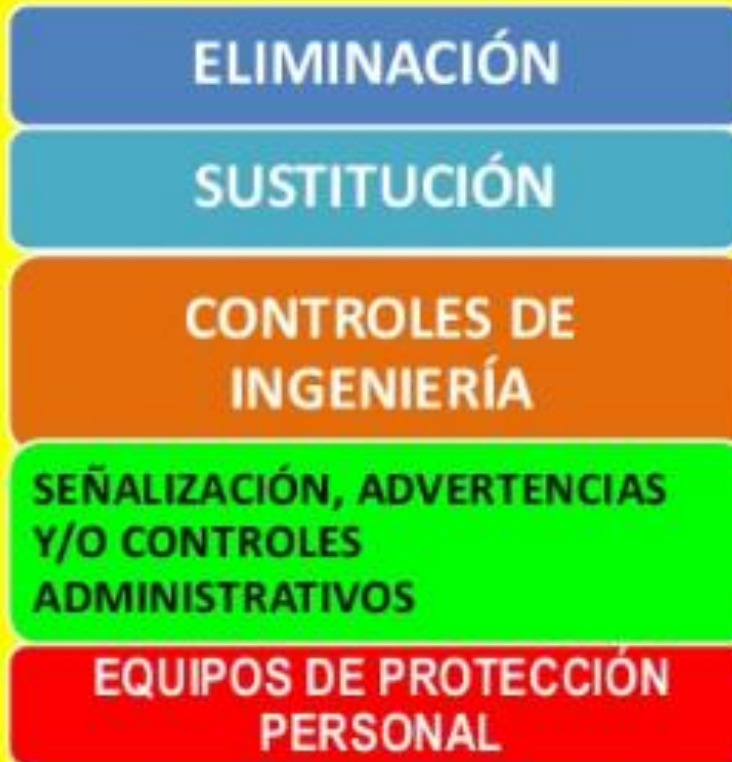 ELIMINACIÓN
SUSTITUCIÓN
CONTROLES DE
INGENIERÍA
SEÑALIZACIÓN, ADVERTENCIAS
Y/O CONTROLES
ADMINISTRATIVOS
EQUIPOS DE PROTECCIÓN
PERSONAL